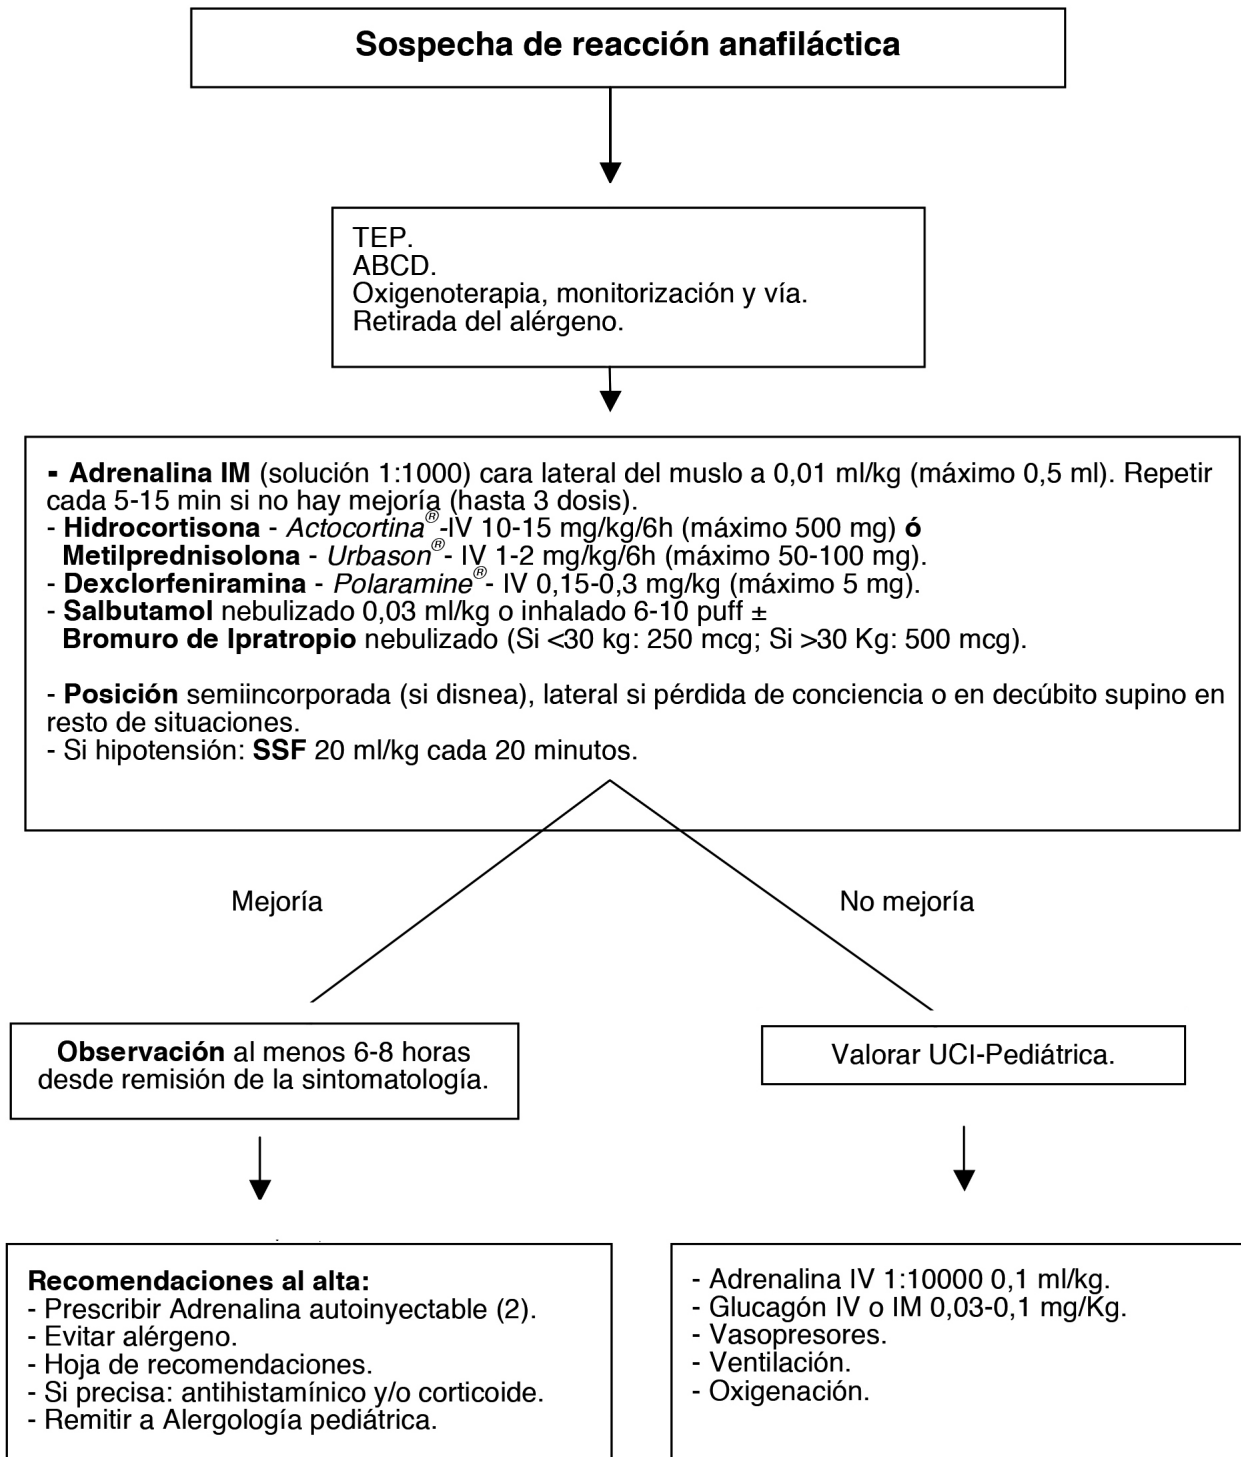 Sospecha de reacción anafiláctica
TEP.
ABCD.
Oxigenoterapia, monitorización y vía.
Retirada del alérgeno.
- Adrenalina IM (solución 1:1000) cara lateral del muslo a 0,01 ml/kg (máximo 0,5 ml). Repetir
cada 5-15 min si no hay mejoría (hasta 3 dosis).
- Hidrocortisona - Actocortina®-IV 10-15 mg/kg/6h (máximo 500 mg) ó
Metilprednisolona - Urbason®- IV 1-2 mg/kg/6h (máximo 50-100 mg).
- Dexclorfeniramina - Polaramine®- IV 0,15-0,3 mg/kg (máximo 5 mg).
- Salbutamol nebulizado 0,03 ml/kg o inhalado 6-10 puff ±
Bromuro de Ipratropio nebulizado (Si <30 kg: 250 mcg; Si >30 Kg: 500 mcg).
- Posición semiincorporada (si disnea), lateral si pérdida de conciencia o en decúbito supino en
resto de situaciones.
- Si hipotensión: SSF 20 ml/kg cada 20 minutos.
Mejoría
No mejoría
Observación al menos 6-8 horas
desde remisión de la sintomatología.
Valorar UCI-Pediátrica.
Recomendaciones al alta:
- Prescribir Adrenalina autoinyectable (2).
- Evitar alérgeno.
- Hoja de recomendaciones.
- Si precisa: antihistamínico y/o corticoide.
- Remitir a Alergología pediátrica.
- Adrenalina IV 1:10000 0,1 ml/kg.
- Glucagón IV o IM 0,03-0,1 mg/Kg.
- Vasopresores.
- Ventilación.
- Oxigenación.